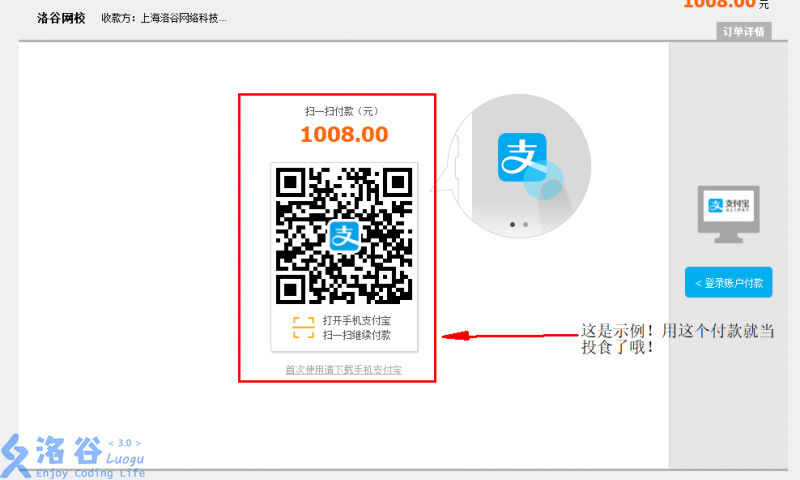 1008.00 元
洛谷网校 收款方：上海洛谷网络科技...
订单详情
扫一扫付款（元）
1008.00
支
支
支付宝
ALIPAY
< 登录账户付款
打开手机支付宝
扫一扫继续付款
这是示例！用这个付款就当
投食了哦！
首次使用请下载手机支付宝
洛谷 < 3.0 >
Luogu
Enjoy Coding Life